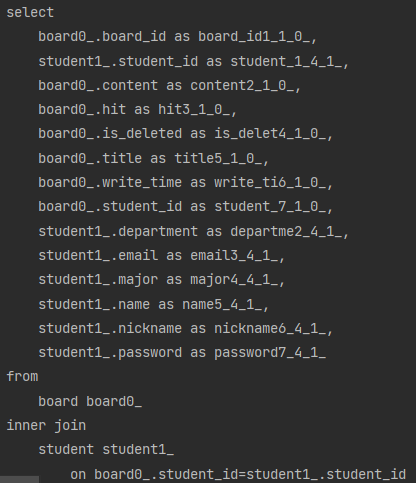 select
    board0_.board_id as board_id1_1_0_,
    student1_.student_id as student_1_4_1_,
    board0_.content as content2_1_0_,
    board0_.hit as hit3_1_0_,
    board0_.is_deleted as is_delet4_1_0_,
    board0_.title as title5_1_0_,
    board0_.write_time as write_ti6_1_0_,
    board0_.student_id as student_7_1_0_,
    student1_.department as departme2_4_1_,
    student1_.email as email3_4_1_,
    student1_.major as major4_4_1_,
    student1_.name as name5_4_1_,
    student1_.nickname as nickname6_4_1_,
    student1_.password as password7_4_1_
from
    board board0_
inner join
    student student1_
        on board0_.student_id=student1_.student_id